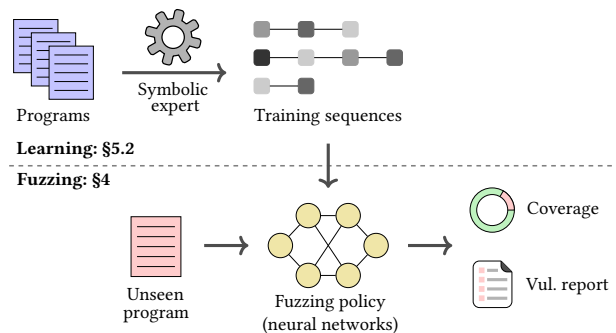 Programs
Symbolic
expert
Training sequences
Learning: §5.2
Fuzzing: §4
Unseen
program
Fuzzing policy
(neural networks)
Coverage
Vul. report